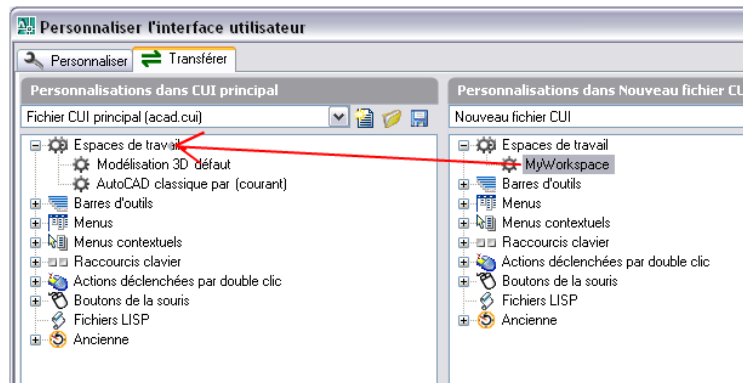 Personnaliser l'interface utilisateur
Personnaliser
Transférer
Personnalisations dans CUI principal
Fichier CUI principal (acad.cui)
Espaces de travail
Modélisation 3D défaut
AutoCAD classique par (courant)
Barres d'outils
Menus
Menus contextuels
Raccourcis clavier
Actions déclenchées par double clic
Boutons de la souris
Fichiers LISP
Ancienne
Personnalisations dans Nouveau fichier CU
Nouveau fichier CUI
Espaces de travail
MyWorkspace
Barres d'outils
Menus
Menus contextuels
Raccourcis clavier
Actions déclenchées par double clic
Boutons de la souris
Fichiers LISP
Ancienne